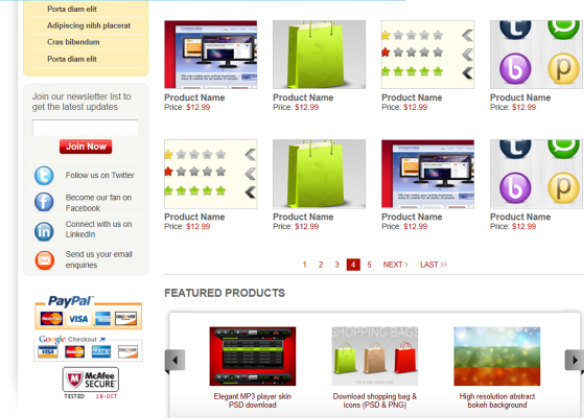 Porta diam elit
Adipiscing nibh placerat
Cras bibendum
Porta diam elit
Join our newsletter list to
get the latest updates
Join Now
Follow us on Twitter
Become our fan on
Facebook
Connect with us on
LinkedIn
Send us your email
enquiries
PayPal
VISA
Google Checkout
VISA
McAfee
SECURE
TESTED 18-OCT
Product Name
Price: $12.99
Product Name
Price: $12.99
Product Name
Price: $12.99
Product Name
Price: $12.99
Product Name
Price: $12.99
Product Name
Price: $12.99
Product Name
Price: $12.99
Product Name
Price: $12.99
1 2 3 4 5 NEXT > LAST >>
FEATURED PRODUCTS
SHOPPING BAGS
Elegant MP3 player skin
PSD download
Download shopping bag &
icons (PSD & PNG)
High resolution abstract
bokeh background